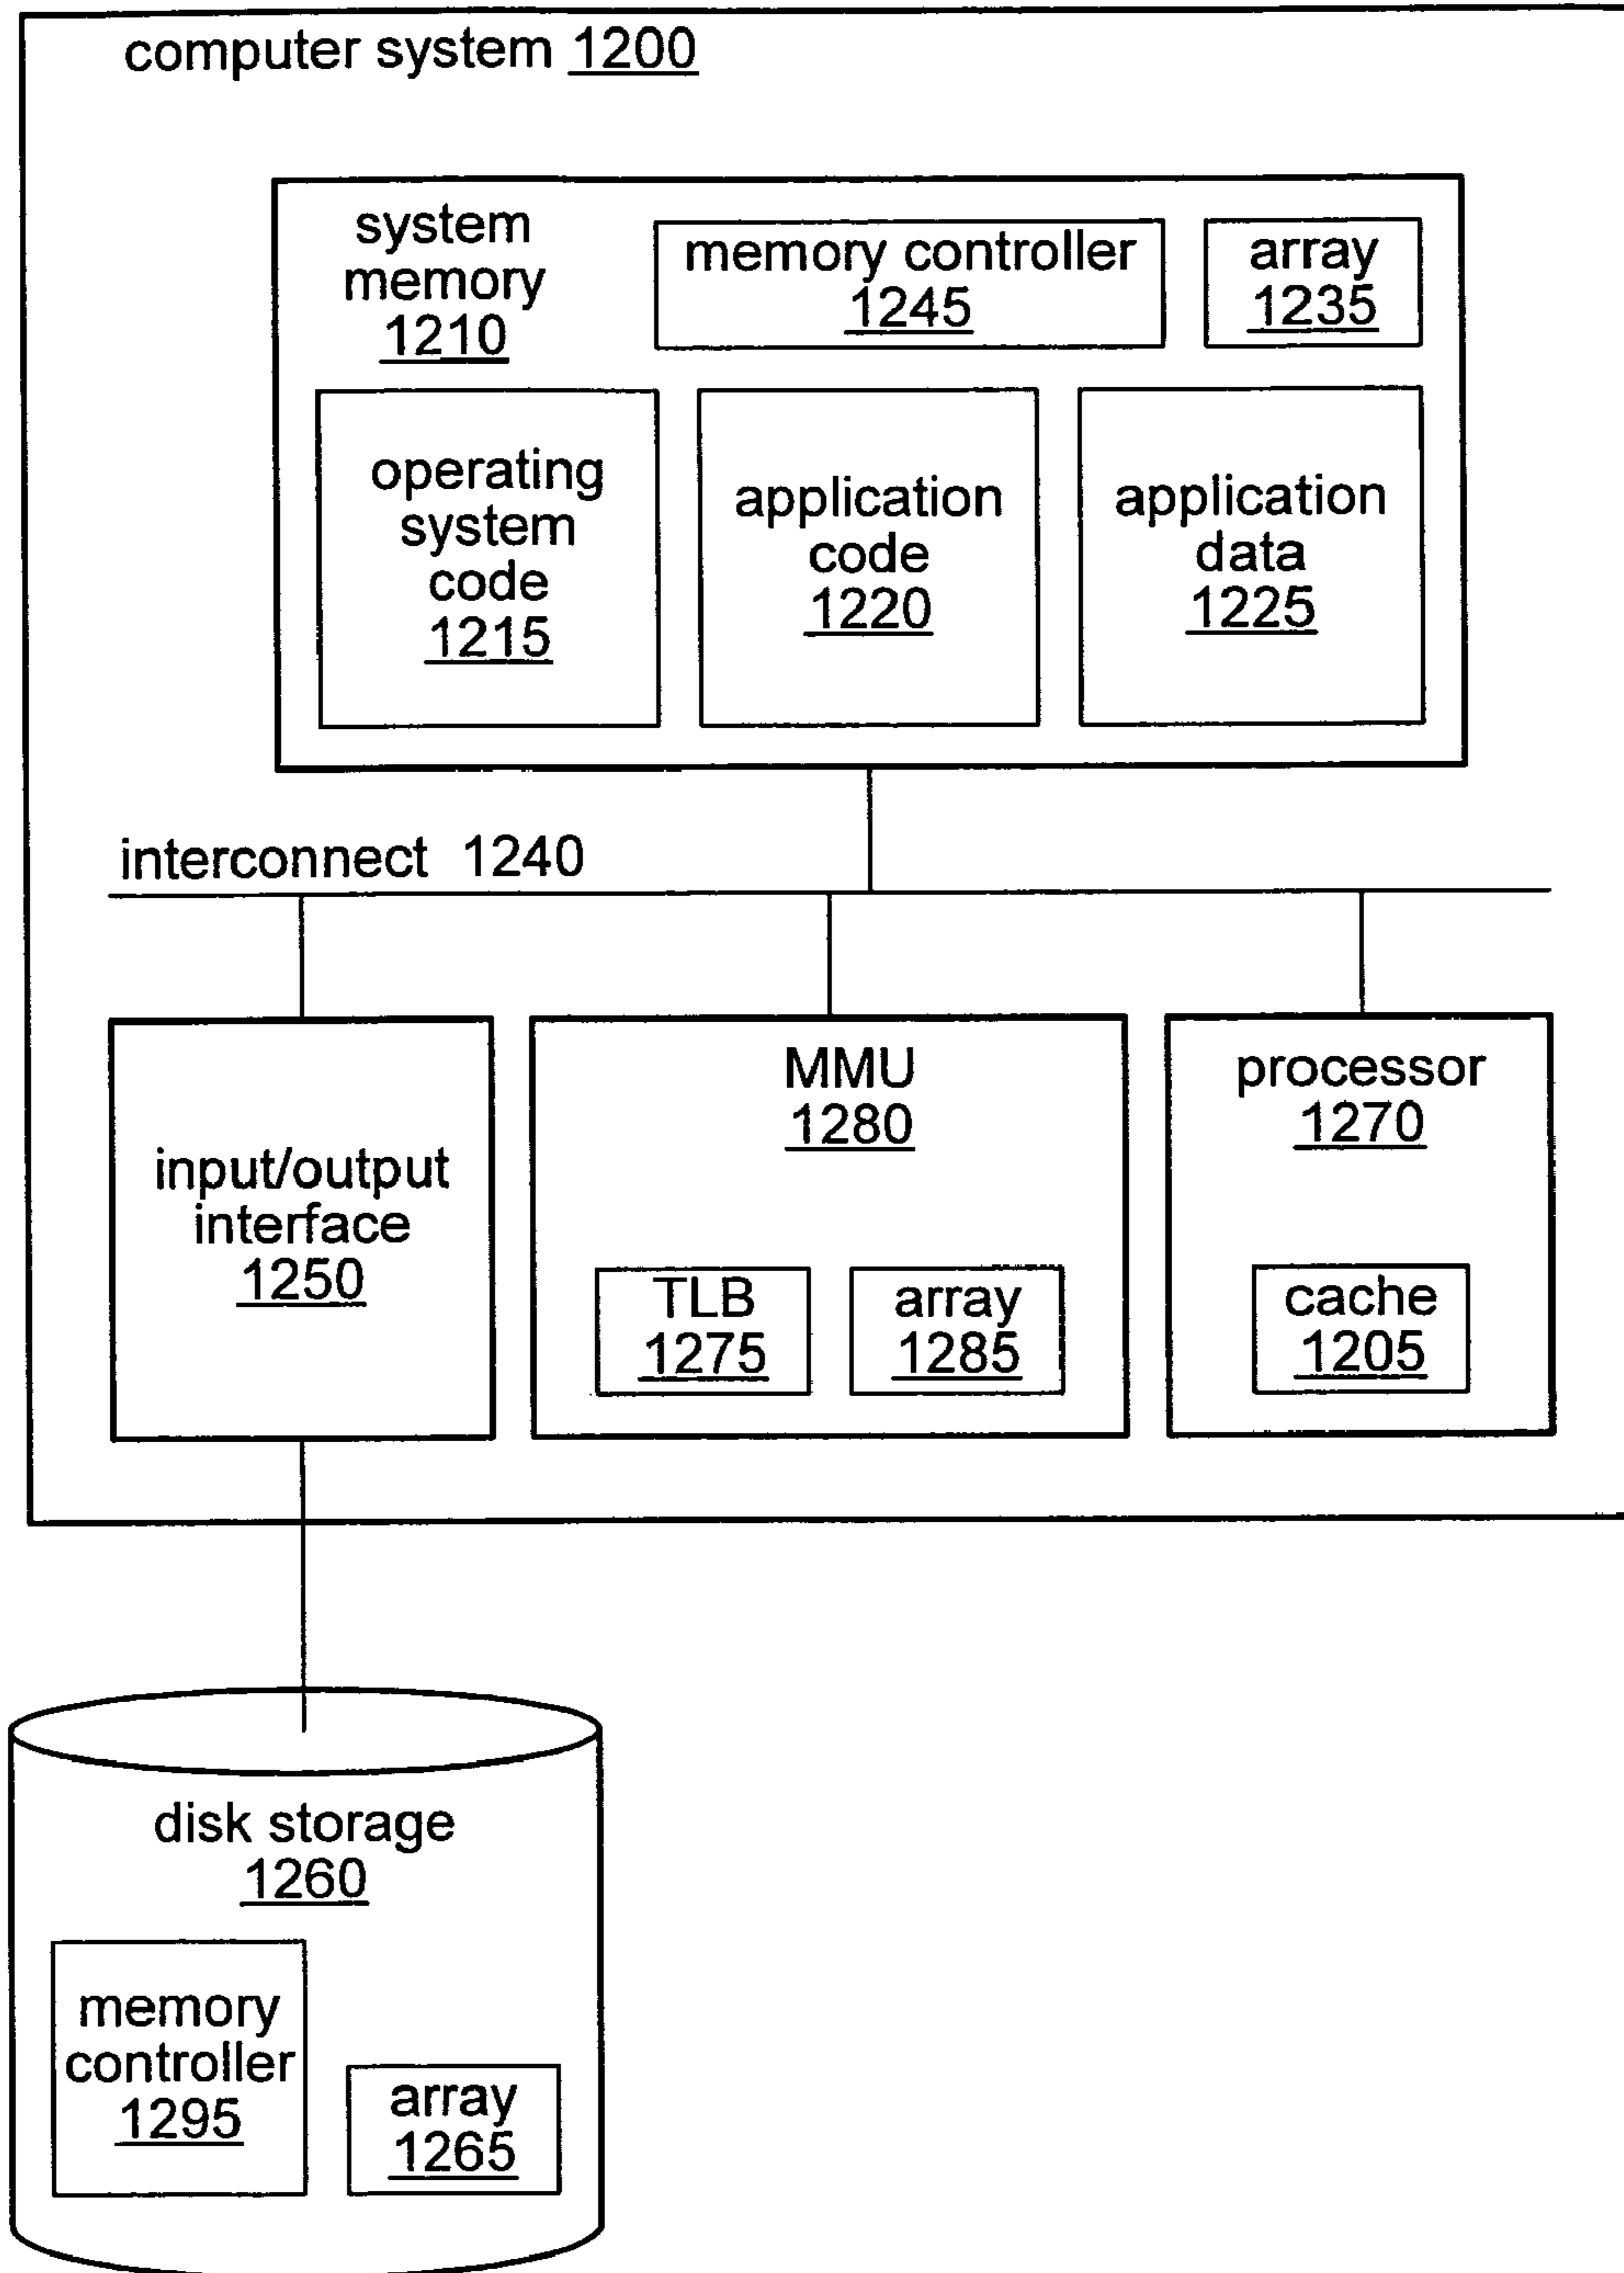 computer system 1200
system
memory
1210
memory controller
1245
array
1235
operating
system
code
1215
application
code
1220
application
data
1225
interconnect 1240
input/output
interface
1250
MMU
1280
TLB
1275
array
1285
processor
1270
cache
1205
disk storage
1260
memory
controller
1295
array
1265